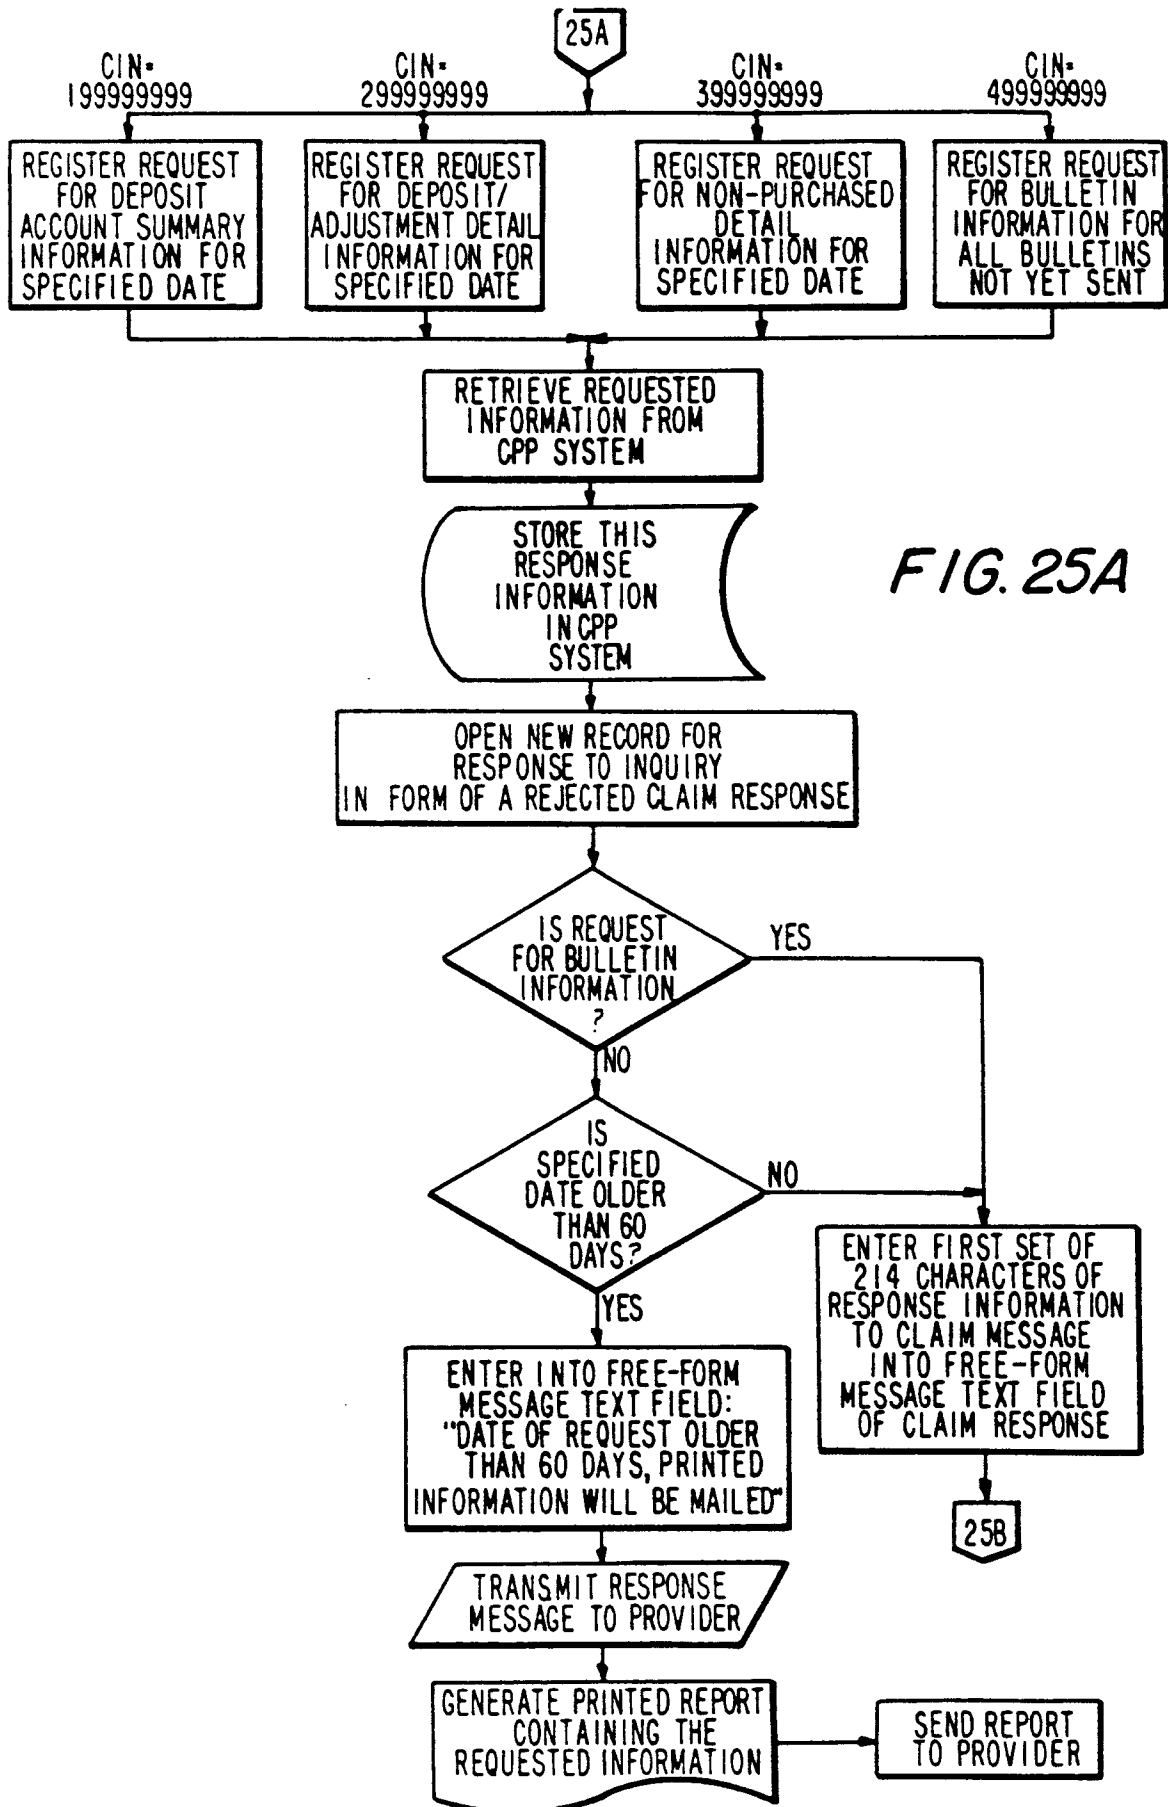 25A
CIN=
199999999
CIN=
299999999
CIN=
399999999
CIN=
499999999
REGISTER REQUEST
FOR DEPOSIT
ACCOUNT SUMMARY
INFORMATION FOR
SPECIFIED DATE
REGISTER REQUEST
FOR DEPOSIT/
ADJUSTMENT DETAIL
INFORMATION FOR
SPECIFIED DATE
REGISTER REQUEST
FOR NON-PURCHASED
DETAIL
INFORMATION FOR
SPECIFIED DATE
REGISTER REQUEST
FOR BULLETIN
INFORMATION FOR
ALL BULLETINS
NOT YET SENT
RETRIEVE REQUESTED
INFORMATION FROM
CPP SYSTEM
STORE THIS
RESPONSE
INFORMATION
IN CPP
SYSTEM
FIG. 25A
OPEN NEW RECORD FOR
RESPONSE TO INQUIRY
IN FORM OF A REJECTED CLAIM RESPONSE
IS REQUEST
FOR BULLETIN
INFORMATION
?
YES
NO
IS
SPECIFIED
DATE OLDER
THAN 60
DAYS?
NO
YES
ENTER FIRST SET OF
214 CHARACTERS OF
RESPONSE INFORMATION
TO CLAIM MESSAGE
INTO FREE-FORM
MESSAGE TEXT FIELD
OF CLAIM RESPONSE
25B
ENTER INTO FREE-FORM
MESSAGE TEXT FIELD:
"DATE OF REQUEST OLDER
THAN 60 DAYS, PRINTED
INFORMATION WILL BE MAILED"
TRANSMIT RESPONSE
MESSAGE TO PROVIDER
GENERATE PRINTED REPORT
CONTAINING THE
REQUESTED INFORMATION
SEND REPORT
TO PROVIDER